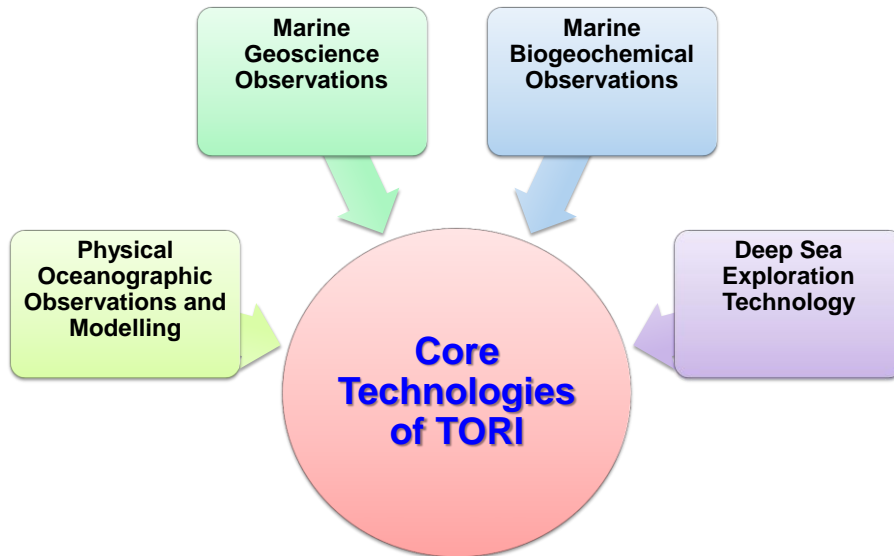 Marine
Geoscience
Observations
Marine
Biogeochemical
Observations
Physical
Oceanographic
Observations and
Modelling
Deep Sea
Exploration
Technology
Core
Technologies
of TORI